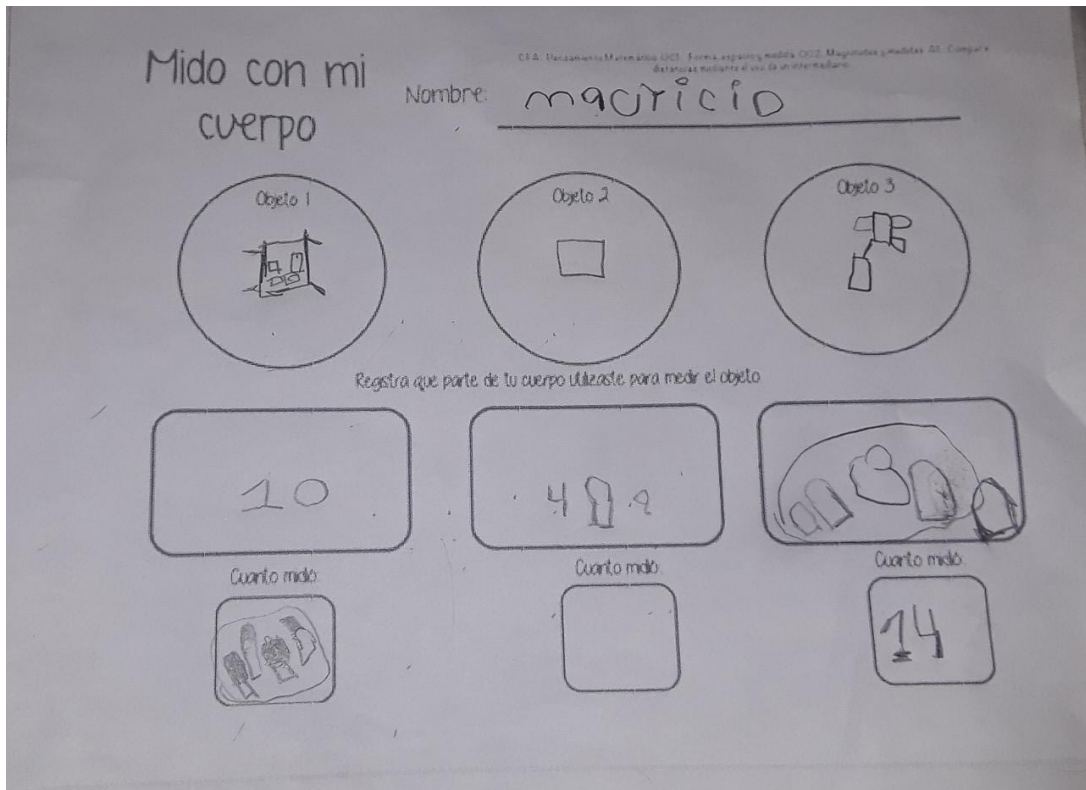 Mido con mi
cuerpo
Nombre: mauricio
Objeto 1
Objeto 2
Objeto 3
Registra que parte de tu cuerpo utilizaste para medir el objeto
10
4 8
Cuanto midió:
Cuanto midió:
Cuanto midió:
14